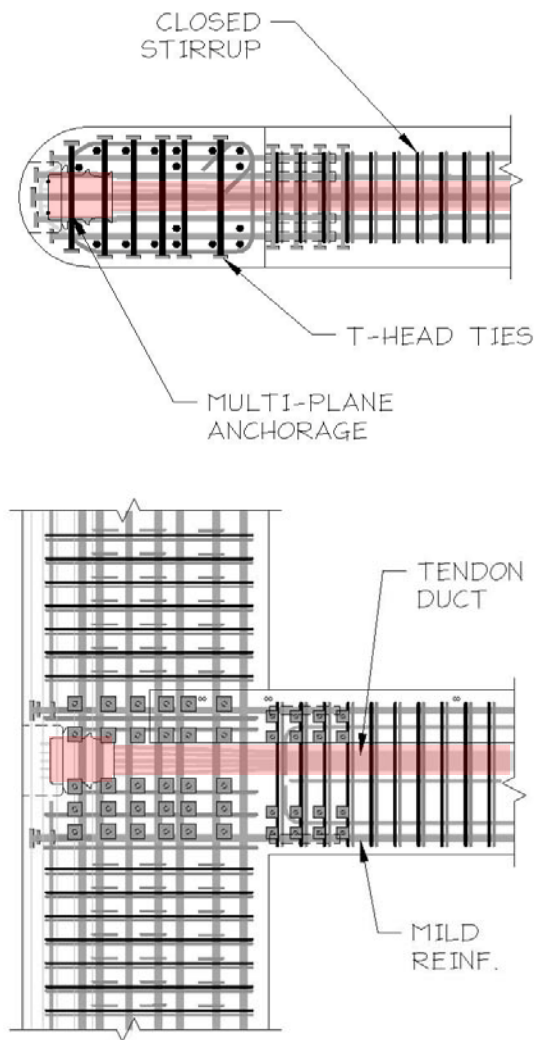 CLOSED
STIRRUP
T-HEAD TIES
MULTI-PLANE
ANCHORAGE
TENDON
DUCT
MILD
REINF.